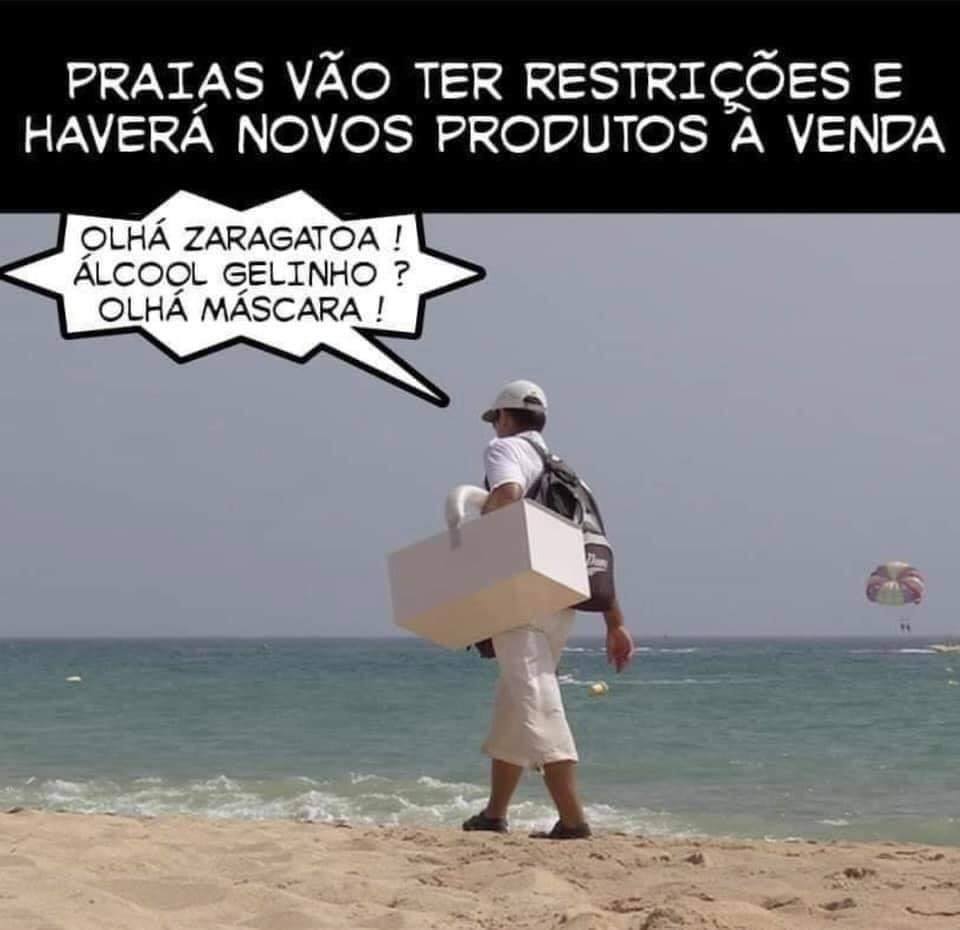 PRAIAS VÃO TER RESTRIÇÕES E
HAVERÁ NOVOS PRODUTOS À VENDA
OLHÁ ZARAGATOA !
ÁLCOOL GELINHO ?
OLHÁ MÁSCARA !